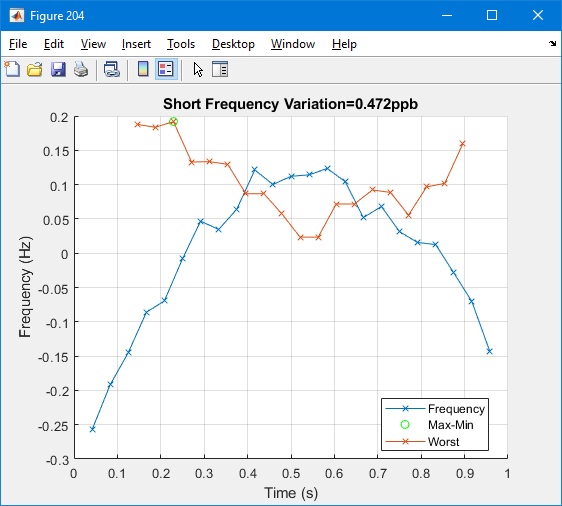 Figure 204
File Edit View Insert Tools Desktop Window Help
Short Frequency Variation=0.472ppb
0.2
0.15
0.1
0.05
0
-0.05
-0.1
-0.15
-0.2
-0.25
-0.3
Frequency (Hz)
Frequency
Max-Min
Worst
0 0.1 0.2 0.3 0.4 0.5 0.6 0.7 0.8 0.9 1
Time (s)